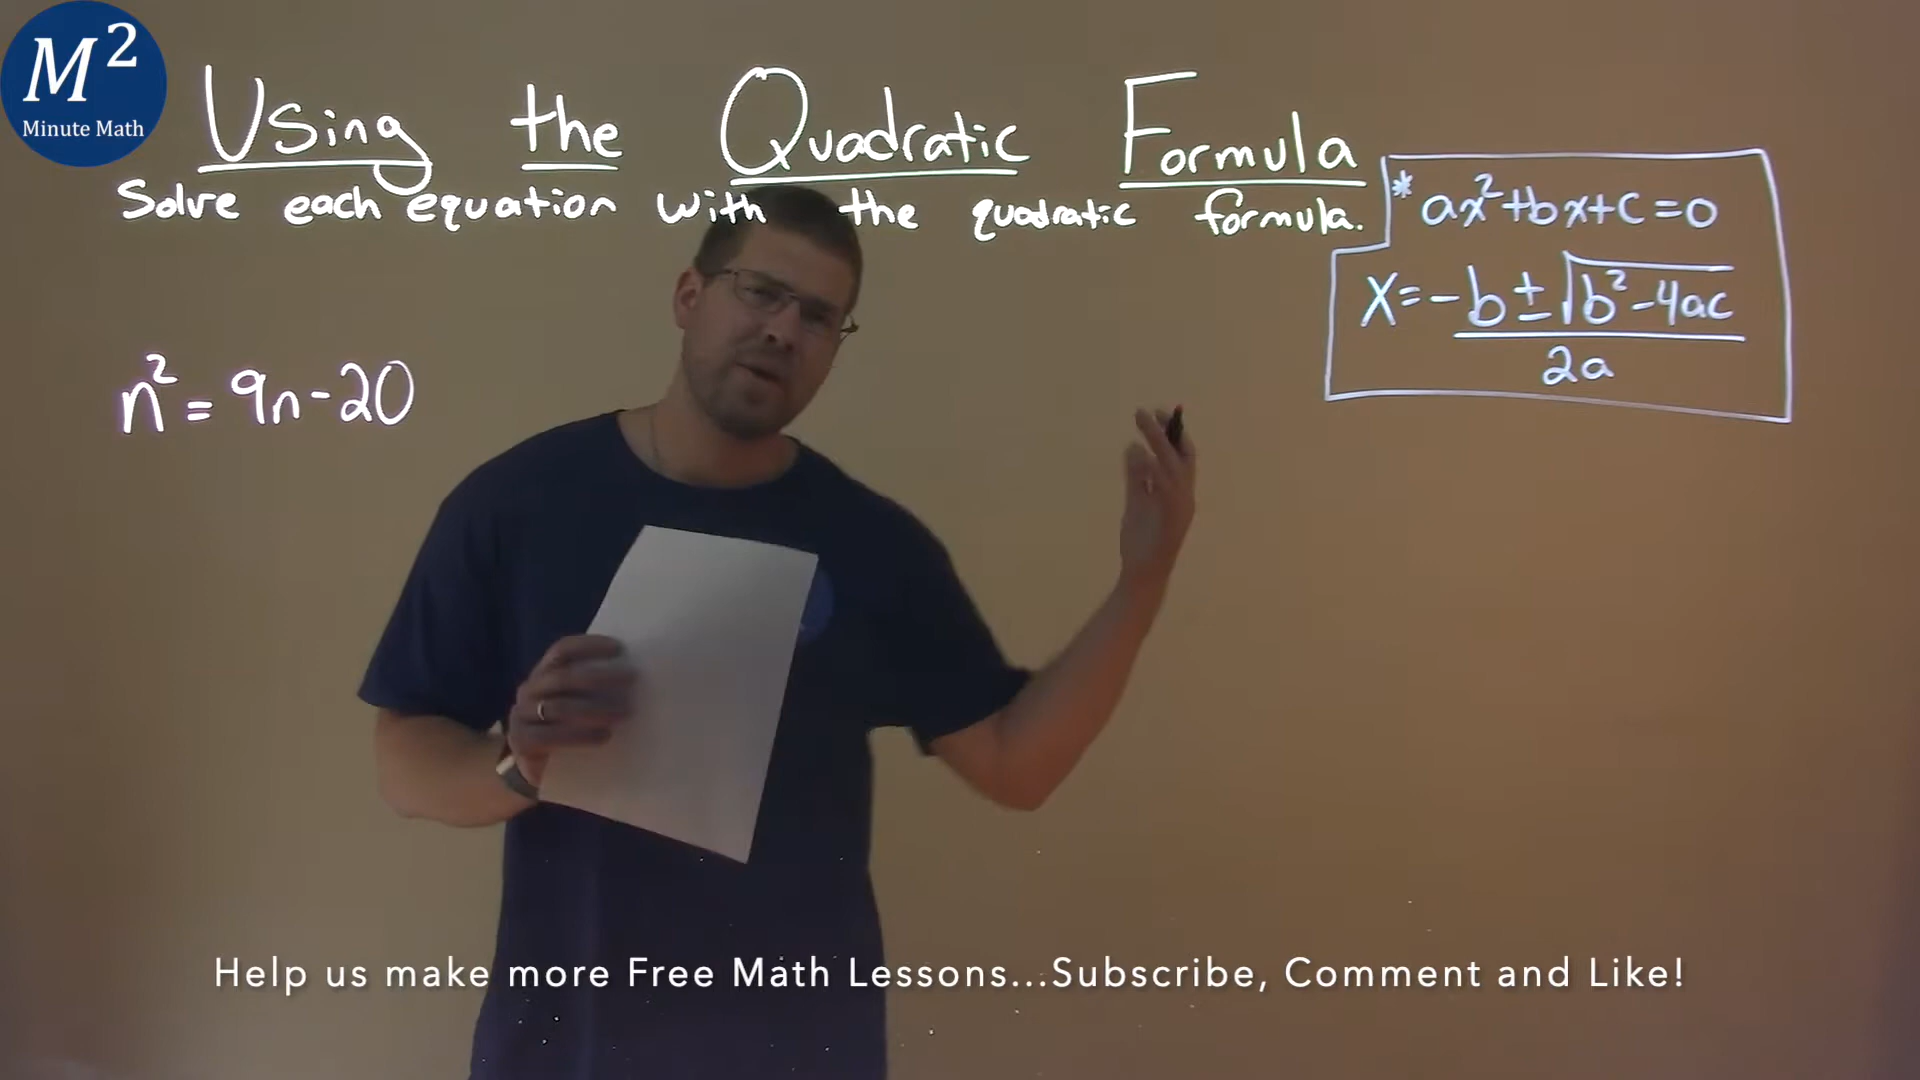 M²
Minute Math
Using the Quadratic Formula
Solve each equation with the quadratic formula.
* ax²+bx+c=0
x = -b ± √b²-4ac
2a
n² = 9n-20
Help us make more Free Math Lessons...Subscribe, Comment and Like!